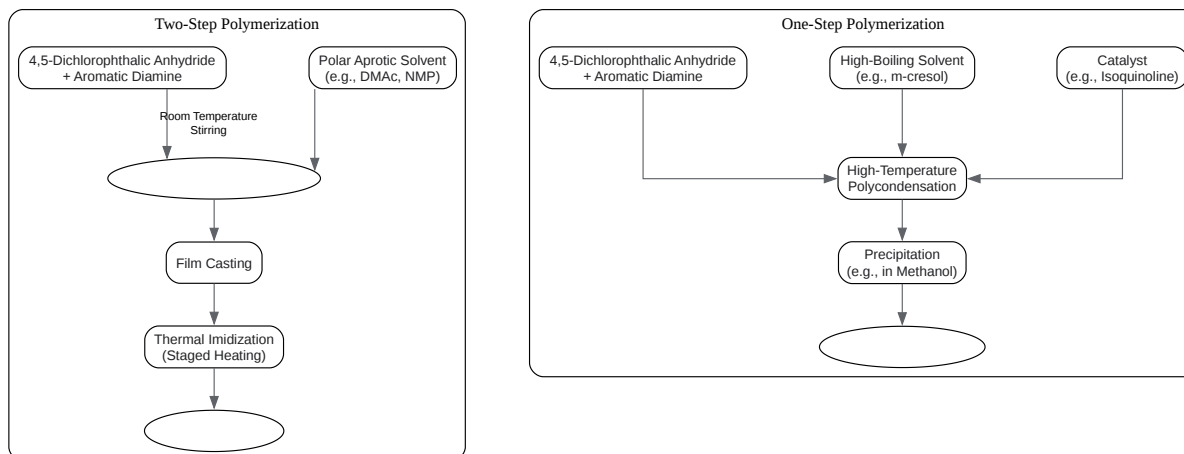 Two-Step Polymerization
4,5-Dichlorophthalic Anhydride
+ Aromatic Diamine
Polar Aprotic Solvent
(e.g., DMAc, NMP)
Room Temperature
Stirring
Film Casting
Thermal Imidization
(Staged Heating)
One-Step Polymerization
4,5-Dichlorophthalic Anhydride
+ Aromatic Diamine
High-Boiling Solvent
(e.g., m-cresol)
Catalyst
(e.g., Isoquinoline)
High-Temperature
Polycondensation
Precipitation
(e.g., in Methanol)